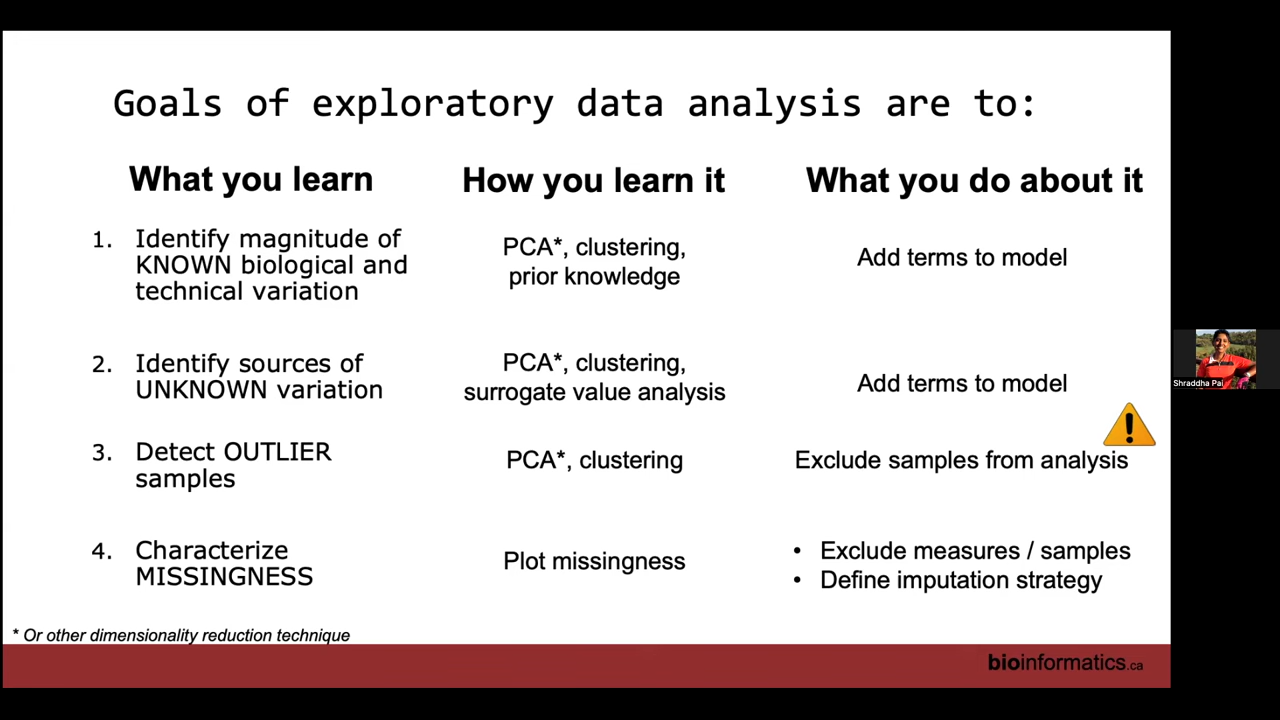 Goals of exploratory data analysis are to:
What you learn
How you learn it
What you do about it
1. Identify magnitude of
KNOWN biological and
technical variation
PCA*, clustering,
prior knowledge
Add terms to model
2. Identify sources of
UNKNOWN variation
PCA*, clustering,
surrogate value analysis
Add terms to model
3. Detect OUTLIER
samples
PCA*, clustering
Exclude samples from analysis
4. Characterize
MISSINGNESS
Plot missingness
• Exclude measures / samples
• Define imputation strategy
* Or other dimensionality reduction technique
bioinformatics.ca
Shraddha Pai